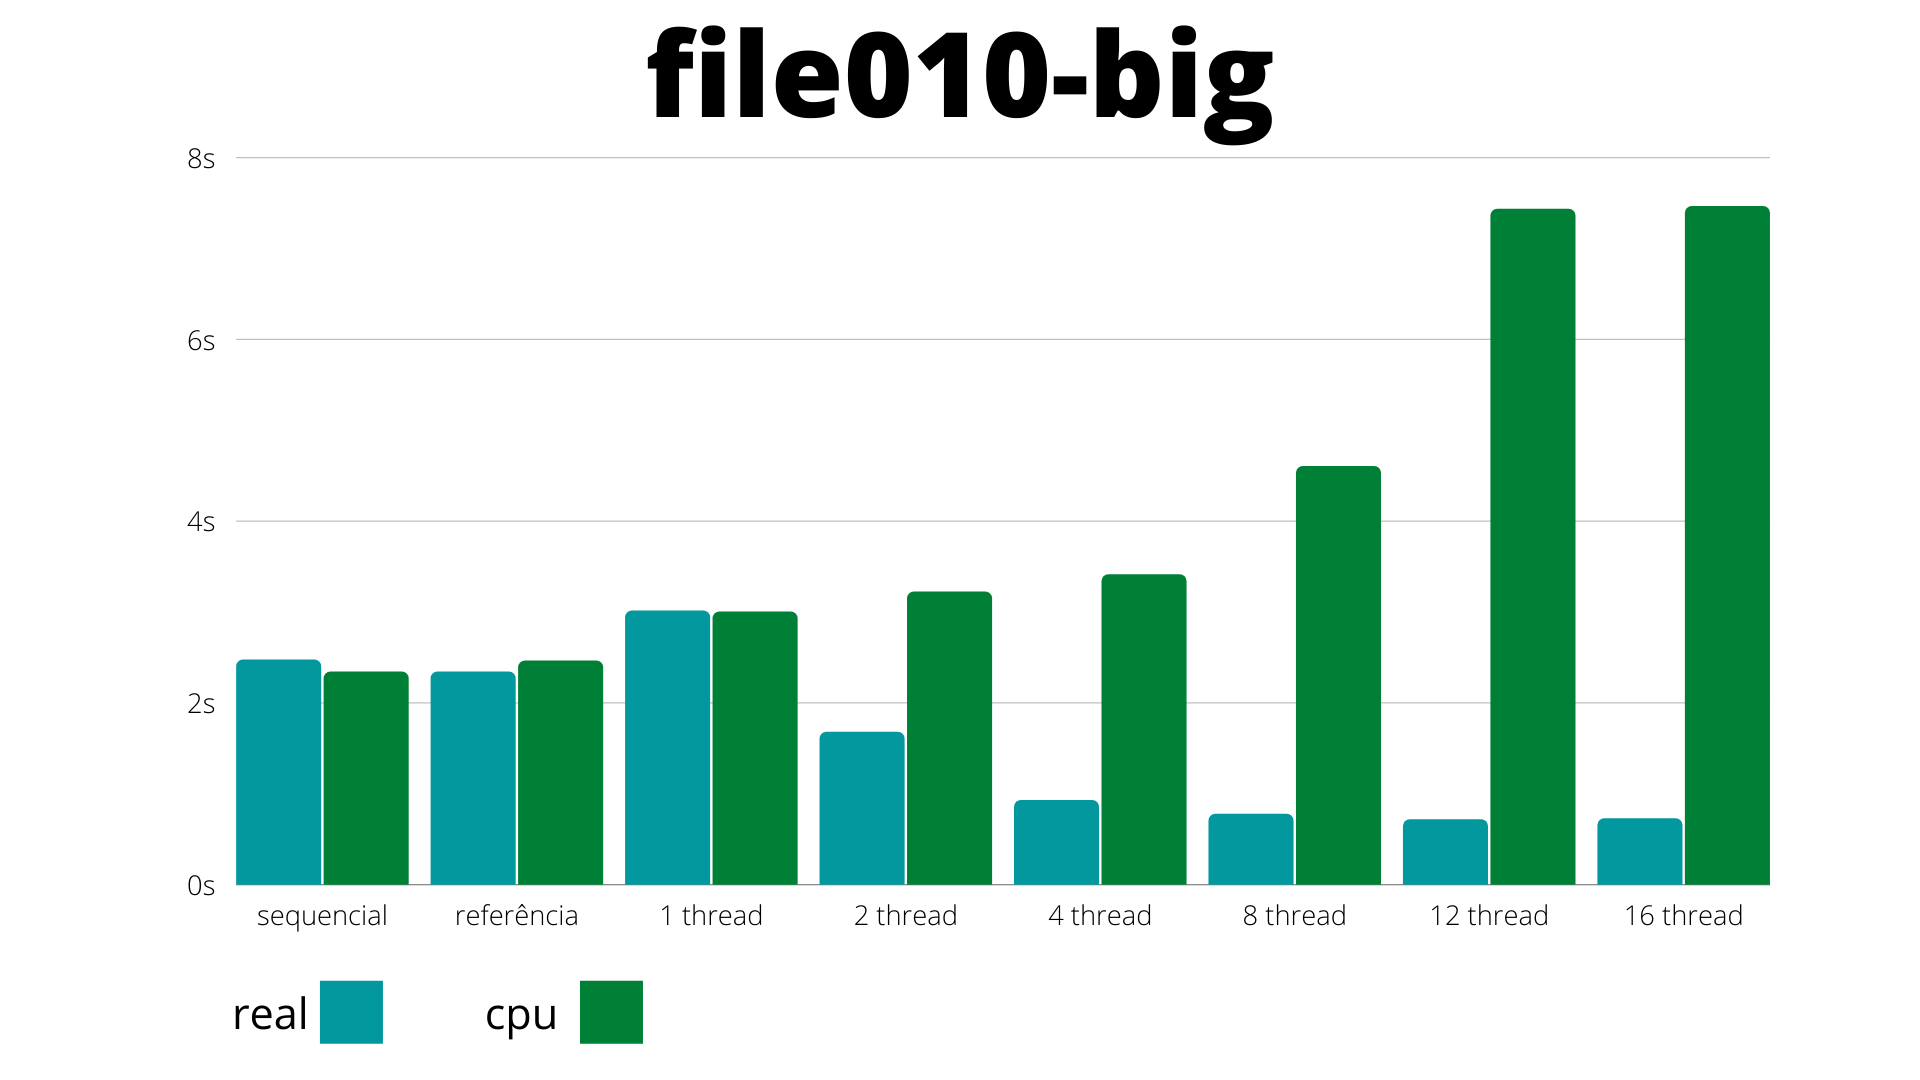 file010-big
8s
6s
4s
2s
0s
sequencial referência 1 thread 2 thread 4 thread 8 thread 12 thread 16 thread
real cpu